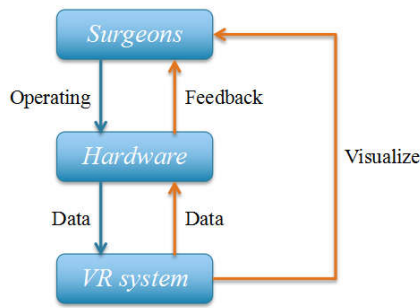 Surgeons
Operating
Feedback
Hardware
Visualize
Data
Data
VR system